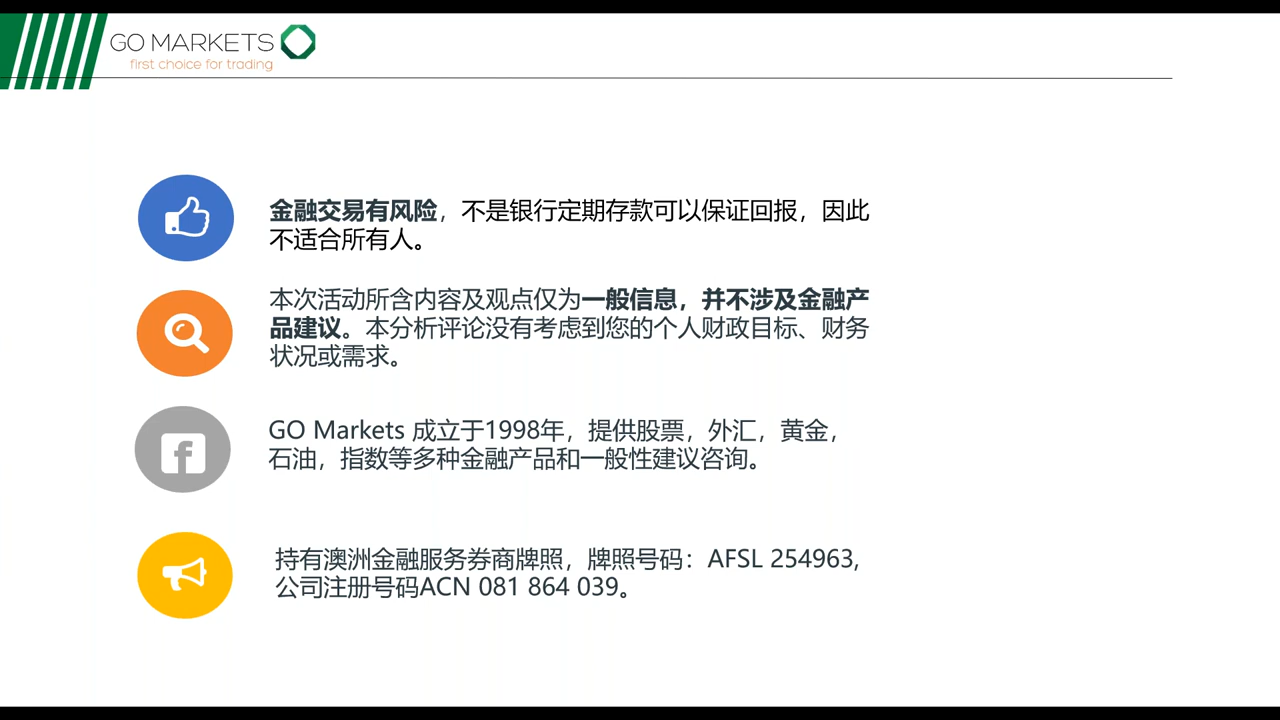 GO MARKETS
first choice for trading
金融交易有风险，不是银行定期存款可以保证回报，因此
不适合所有人。
本次活动所含内容及观点仅为一般信息，并不涉及金融产
品建议。本分析评论没有考虑到您的个人财政目标、财务
状况或需求。
GO Markets 成立于1998年，提供股票，外汇，黄金，
石油，指数等多种金融产品和一般性建议咨询。
持有澳洲金融服务券商牌照，牌照号码：AFSL 254963,
公司注册号码ACN 081 864 039。